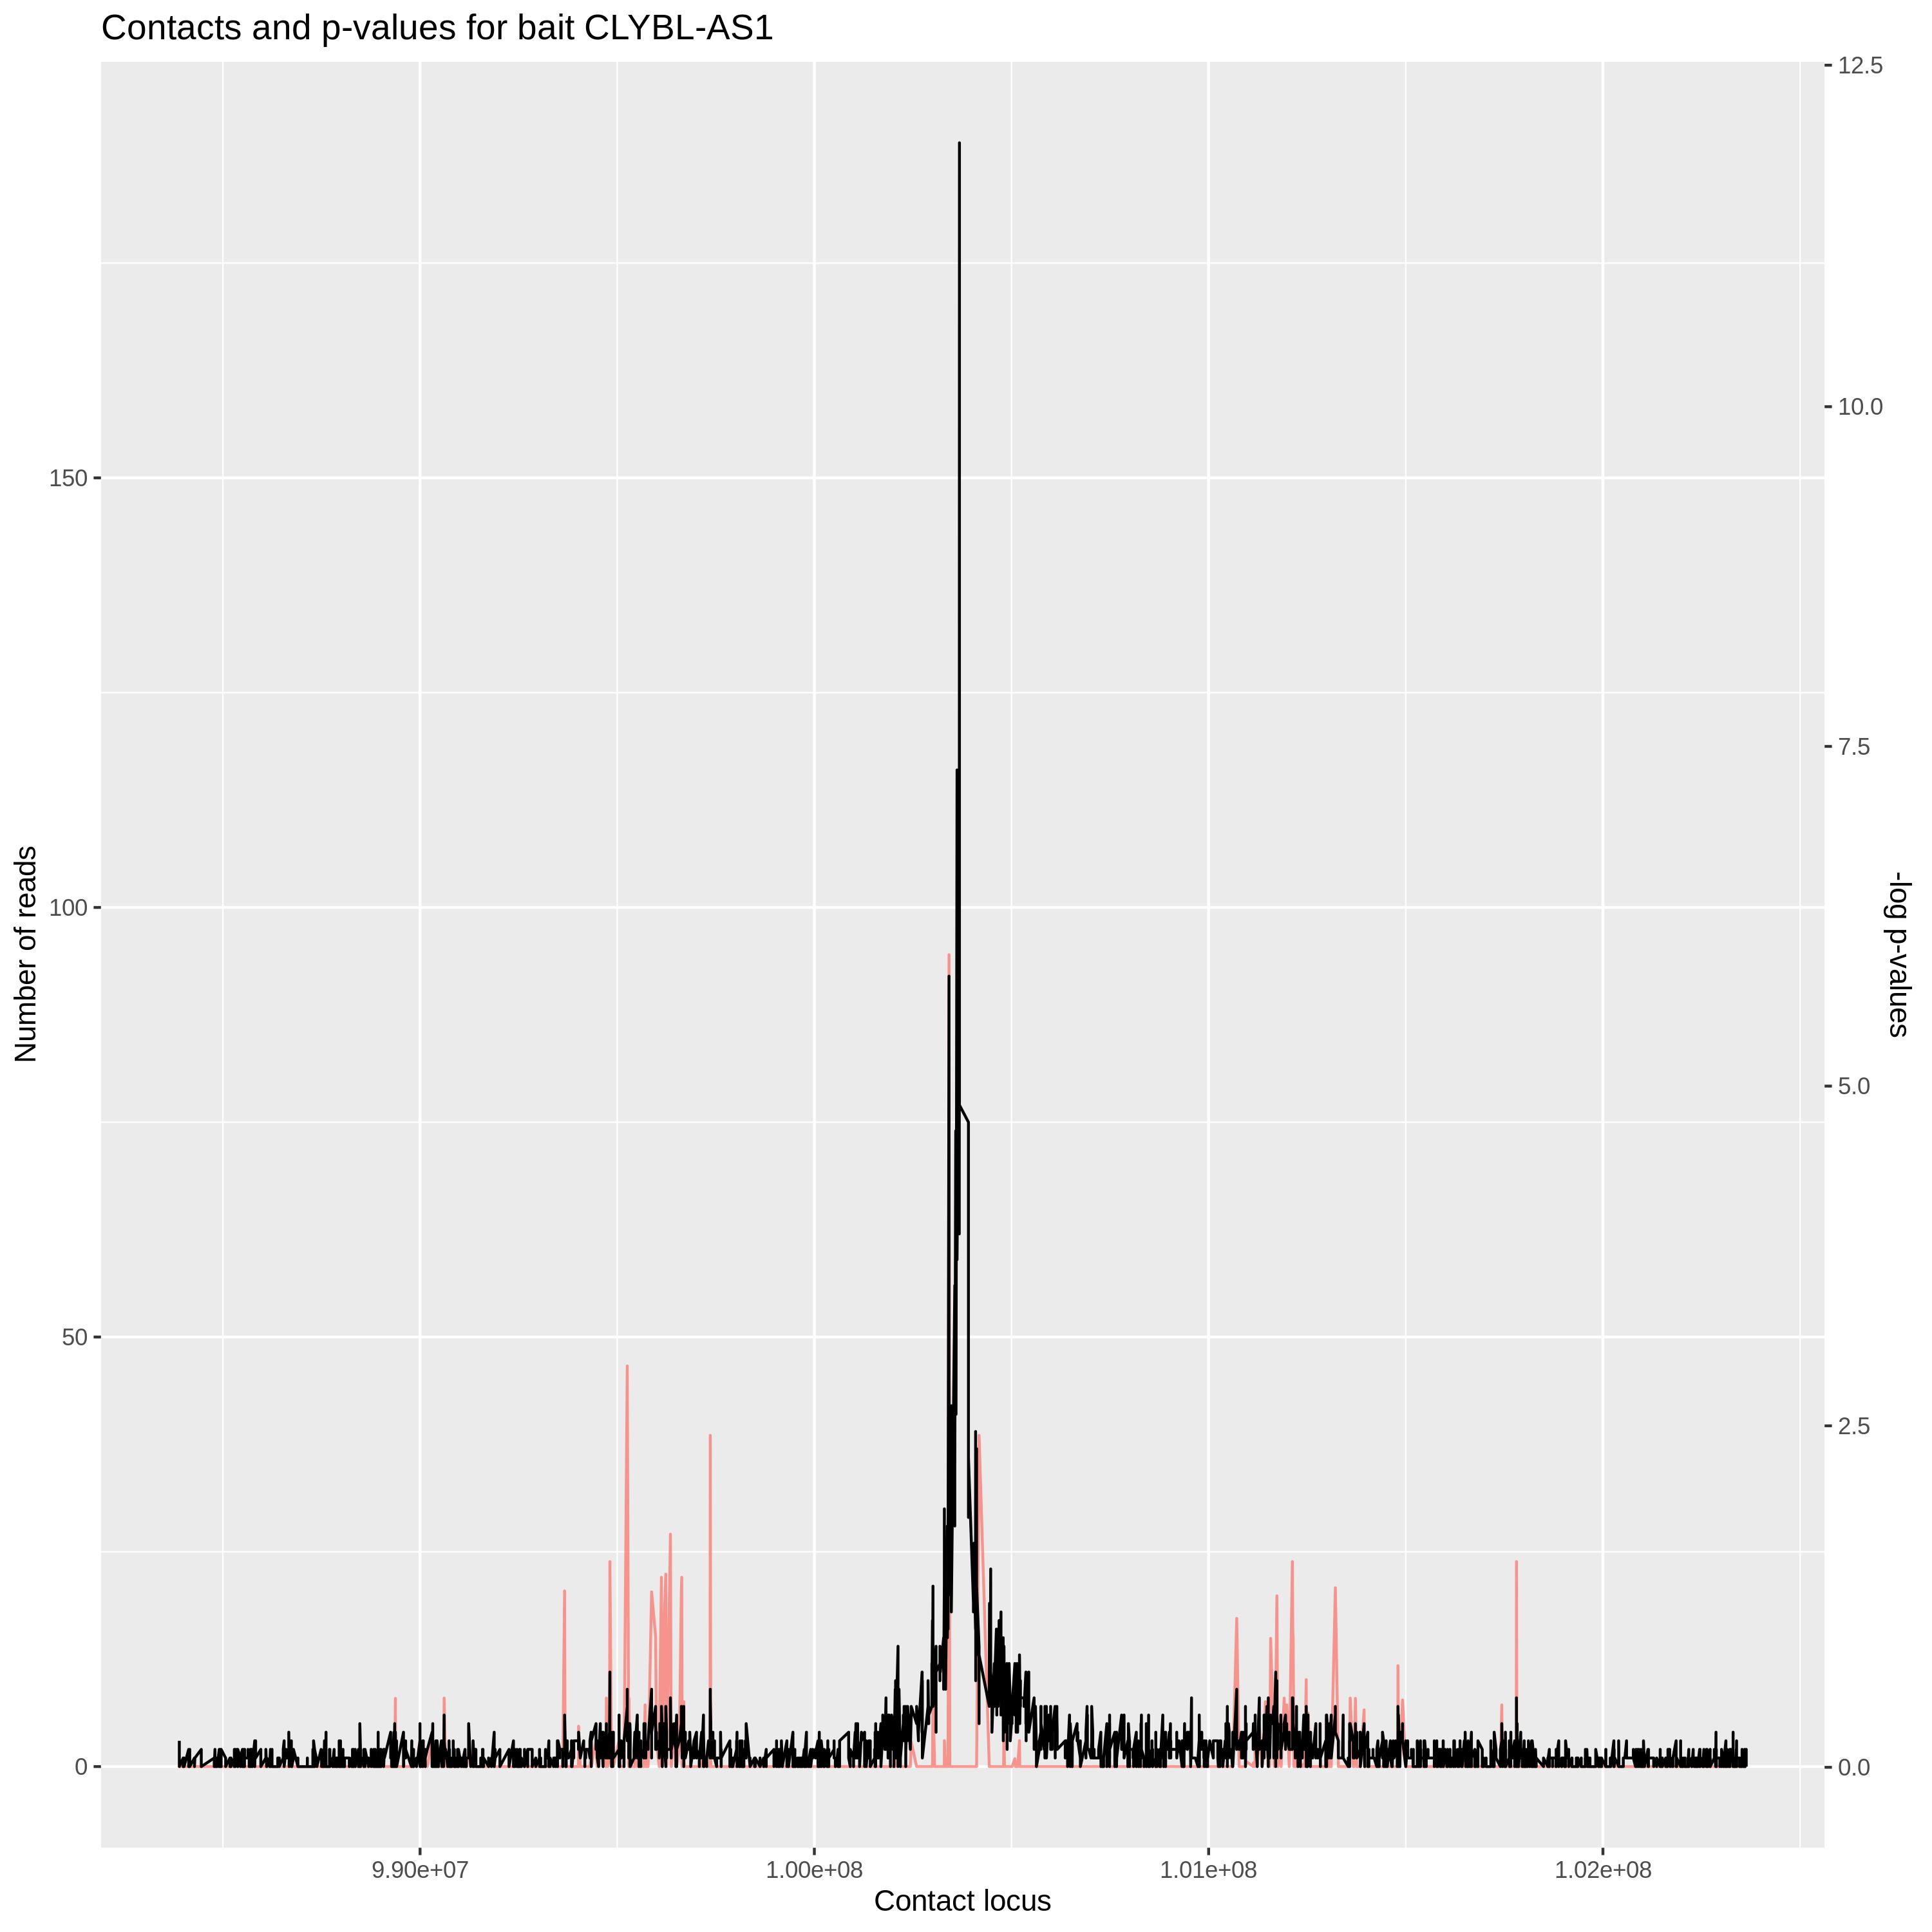 Contacts and p-values for bait CLYBL-AS1
12.5
10.0
150
7.5
Number of reads
100
-log p-values
5.0
2.5
50
0
0.0
9.90e+07
1.00e+08
1.01e+08
1.02e+08
Contact locus